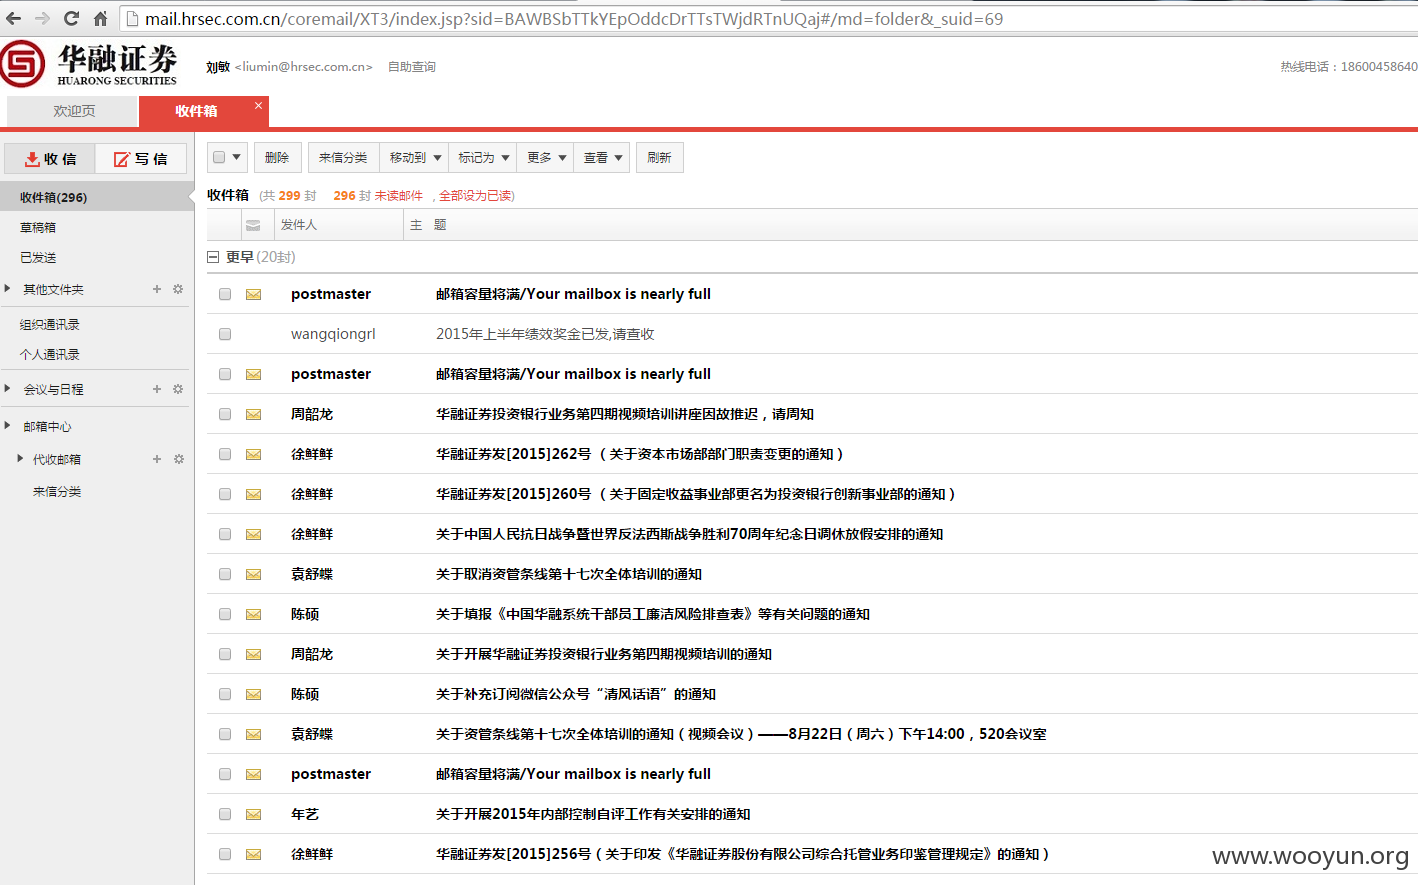 mail.hrsec.com.cn/coremail/XT3/index.jsp?sid=BAWBSbTTkYEpOddcDrTTsTWjdRTnUQaj#/md=folder&_suid=69
华融证券
HUARONG SECURITIES
刘敏 <liumin@hrsec.com.cn> 自助查询
热线电话：18600458640
欢迎页 收件箱 ×
收信 写信
删除 来信分类 移动到 标记为 更多 查看 刷新
收件箱(296)
草稿箱
已发送
其他文件夹
组织通讯录
个人通讯录
会议与日程
邮箱中心
代收邮箱
来信分类
收件箱 (共 299 封 296 封 未读邮件 , 全部设为已读)
发件人 主 题
更早(20封)
postmaster 邮箱容量将满/Your mailbox is nearly full
wangqiongrl 2015年上半年绩效奖金已发,请查收
postmaster 邮箱容量将满/Your mailbox is nearly full
周韶龙 华融证券投资银行业务第四期视频培训讲座因故推迟，请周知
徐鲜鲜 华融证券发[2015]262号（关于资本市场部部门职责变更的通知）
徐鲜鲜 华融证券发[2015]260号（关于固定收益事业部更名为投资银行创新事业部的通知）
徐鲜鲜 关于中国人民抗日战争暨世界反法西斯战争胜利70周年纪念日调休放假安排的通知
袁舒蝶 关于取消资管条线第十七次全体培训的通知
陈硕 关于填报《中国华融系统干部员工廉洁风险排查表》等有关问题的通知
周韶龙 关于开展华融证券投资银行业务第四期视频培训的通知
陈硕 关于补充订阅微信公众号“清风话语”的通知
袁舒蝶 关于资管条线第十七次全体培训的通知（视频会议）——8月22日（周六）下午14:00，520会议室
postmaster 邮箱容量将满/Your mailbox is nearly full
年艺 关于开展2015年内部控制自评工作有关安排的通知
徐鲜鲜 华融证券发[2015]256号（关于印发《华融证券股份有限公司综合托管业务印鉴管理规定》的通知）
www.wooyun.org